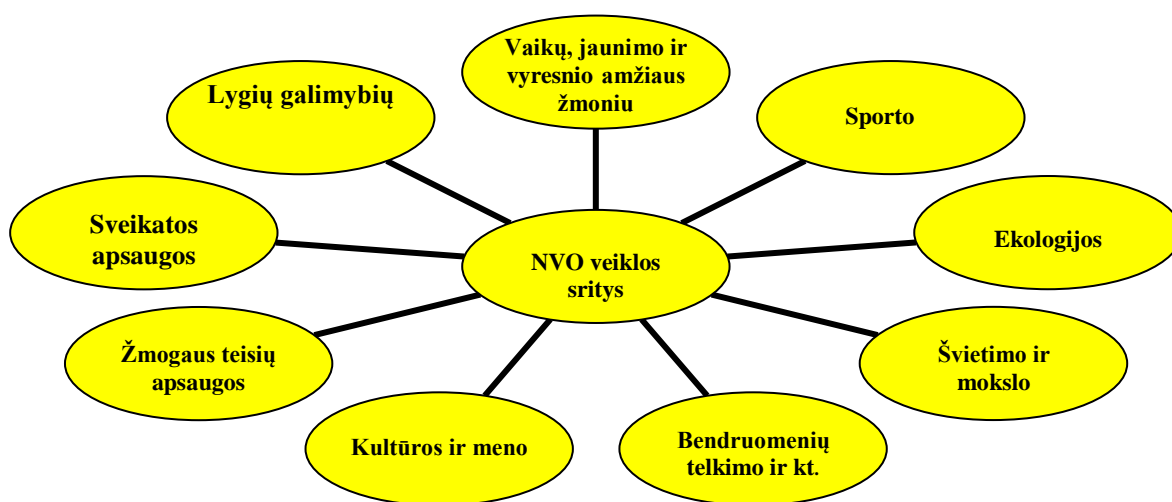 Vaikų, jaunimo ir
vyresnio amžiaus
žmoniu
Lygių galimybių
Sporto
Sveikatos
apsaugos
Ekologijos
NVO veiklos
sritys
Žmogaus teisių
apsaugos
Švietimo ir
mokslo
Kultūros ir meno
Bendruomenių
telkimo ir kt.